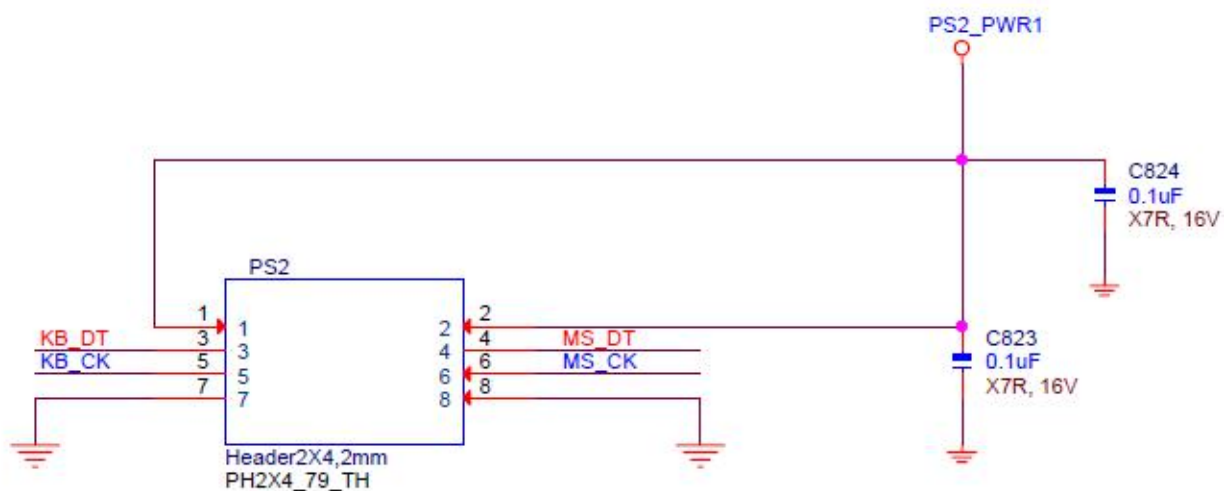 PS2_PWR1
C824
0.1uF
X7R, 16V
PS2
1 1 2 2
KB_DT 3 3 4 4 MS_DT
KB_CK 5 5 6 6 MS_CK
7 7 8 8
C823
0.1uF
X7R, 16V
Header2X4,2mm
PH2X4_79_TH